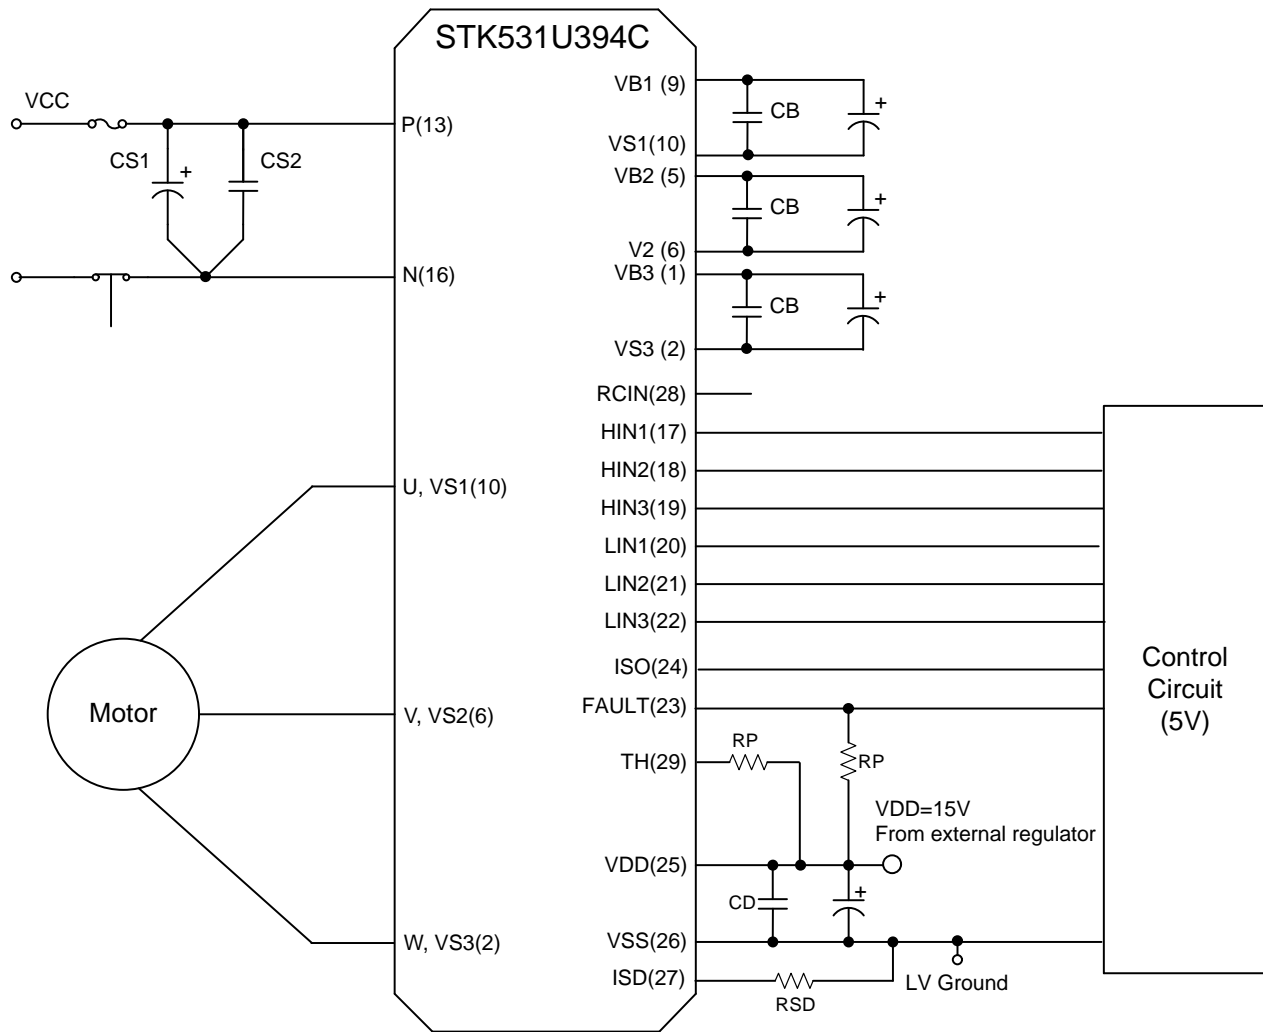 STK531U394C
VCC
CS1
+
CS2
P(13)
N(16)
U, VS1(10)
V, VS2(6)
W, VS3(2)
Motor
VB1 (9)
CB
+
VS1(10)
VB2 (5)
CB
+
V2 (6)
VB3 (1)
CB
+
VS3 (2)
RCIN(28)
HIN1(17)
HIN2(18)
HIN3(19)
LIN1(20)
LIN2(21)
LIN3(22)
ISO(24)
FAULT(23)
TH(29)
RP
RP
VDD=15V
From external regulator
VDD(25)
CD
+
VSS(26)
ISD(27)
RSD
LV Ground
Control
Circuit
(5V)